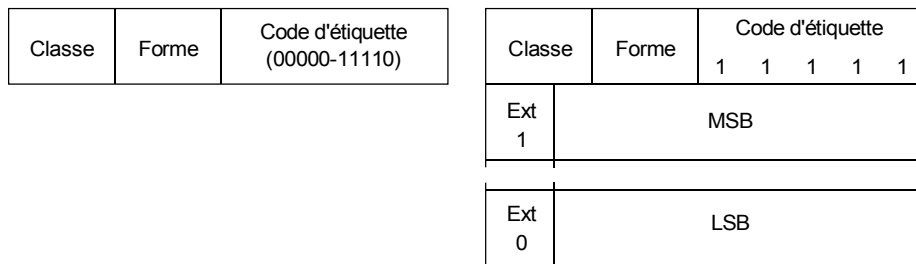 Classe Forme Code d'étiquette
(00000-11110)
Classe Forme Code d'étiquette
1 1 1 1 1
Ext
1
MSB
Ext
0
LSB